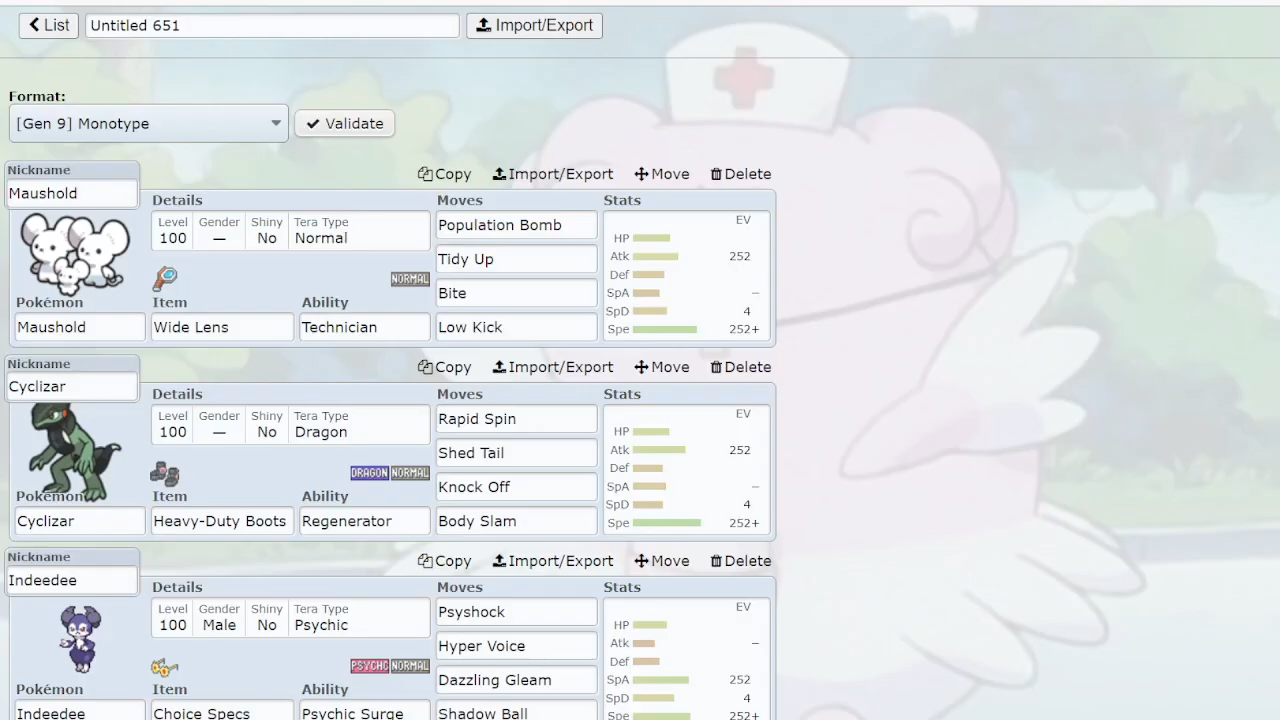 List
Untitled 651
Import/Export
Format:
[Gen 9] Monotype
Validate
Nickname
Maushold
Copy Import/Export Move Delete
Details
Level Gender Shiny Tera Type
100 — No Normal
NORMAL
Pokémon Item Ability
Maushold Wide Lens Technician
Moves
Population Bomb
Tidy Up
Bite
Low Kick
Stats
EV
HP
Atk 252
Def
SpA –
SpD 4
Spe 252+
Nickname
Cyclizar
Copy Import/Export Move Delete
Details
Level Gender Shiny Tera Type
100 — No Dragon
DRAGON NORMAL
Pokémon Item Ability
Cyclizar Heavy-Duty Boots Regenerator
Moves
Rapid Spin
Shed Tail
Knock Off
Body Slam
Stats
EV
HP
Atk 252
Def
SpA –
SpD 4
Spe 252+
Nickname
Indeedee
Copy Import/Export Move Delete
Details
Level Gender Shiny Tera Type
100 Male No Psychic
PSYCHC NORMAL
Pokémon Item Ability
Indeedee Choice Specs Psychic Surge
Moves
Psyshock
Hyper Voice
Dazzling Gleam
Shadow Ball
Stats
EV
HP
Atk –
Def
SpA 252
SpD 4
Spe 252+